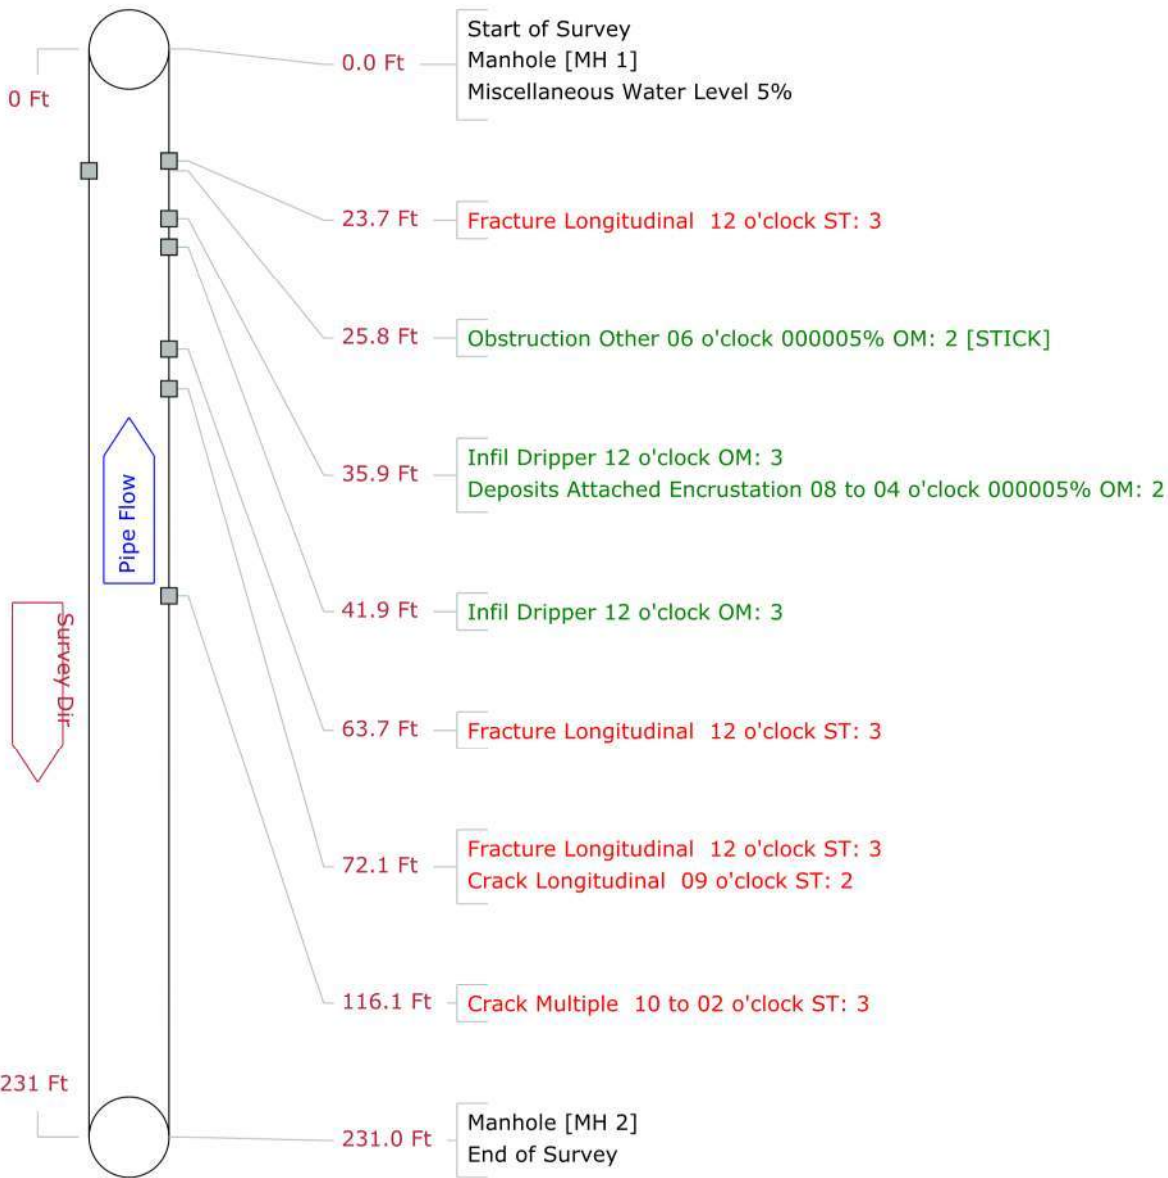 Start of Survey
0.0 Ft
Manhole [MH 1]
Miscellaneous Water Level 5%
0 Ft
23.7 Ft
Fracture Longitudinal  12 o'clock ST: 3
25.8 Ft
Obstruction Other 06 o'clock 000005% OM: 2 [STICK]
35.9 Ft
Infil Dripper 12 o'clock OM: 3
Deposits Attached Encrustation 08 to 04 o'clock 000005% OM: 2
Pipe Flow
41.9 Ft
Infil Dripper 12 o'clock OM: 3
Survey Dir
63.7 Ft
Fracture Longitudinal  12 o'clock ST: 3
72.1 Ft
Fracture Longitudinal  12 o'clock ST: 3
Crack Longitudinal  09 o'clock ST: 2
116.1 Ft
Crack Multiple  10 to 02 o'clock ST: 3
231 Ft
231.0 Ft
Manhole [MH 2]
End of Survey